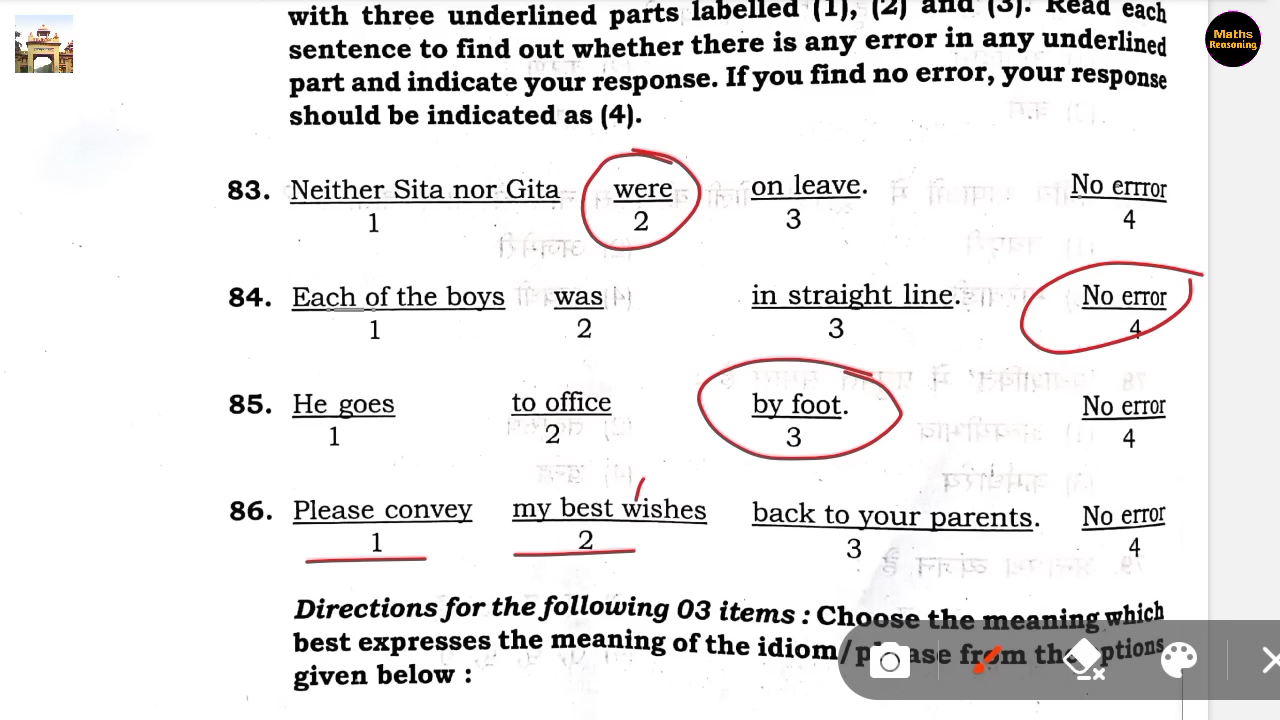 with three underlined parts labelled (1), (2) and (3). Read each
sentence to find out whether there is any error in any underlined
part and indicate your response. If you find no error, your response
should be indicated as (4).
Maths
Reasoning
83. Neither Sita nor Gita were on leave. No errror
1 2 3 4
84. Each of the boys was in straight line. No error
1 2 3 4
85. He goes to office by foot. No error
1 2 3 4
86. Please convey my best wishes back to your parents. No error
1 2 3 4
Directions for the following 03 items : Choose the meaning which
best expresses the meaning of the idiom/phrase from the options
given below :